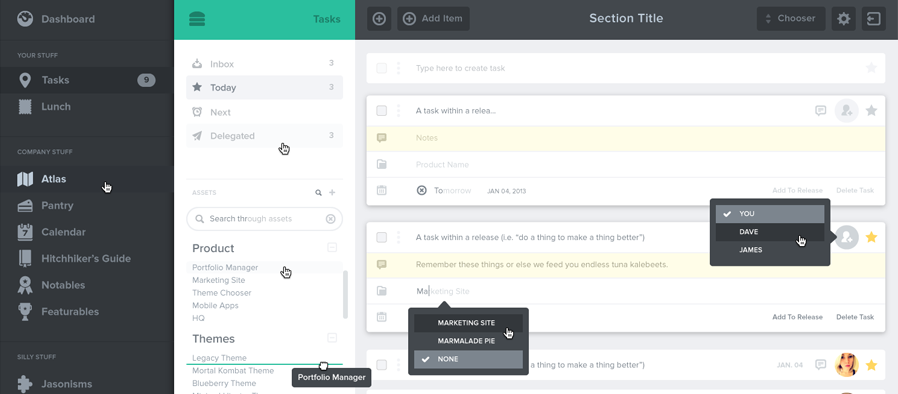 Dashboard
YOUR STUFF
Tasks 9
Lunch
COMPANY STUFF
Atlas
Pantry
Calendar
Hitchhiker's Guide
Notables
Featurables
SILLY STUFF
Jasonisms
Tasks
Inbox 3
Today 3
Next
Delegated 3
ASSETS
Search through assets
Product
Portfolio Manager
Marketing Site
Theme Chooser
Mobile Apps
HQ
Themes
Legacy Theme
Mortal Kombat Theme
Blueberry Theme
Portfolio Manager
Add Item
Section Title
Chooser
Type here to create task
A task within a relea...
Notes
Product Name
Tomorrow JAN 04, 2013
Add To Release Delete Task
YOU
DAVE
JAMES
A task within a release (i.e. "do a thing to make a thing better")
Remember these things or else we feed you endless tuna kalebeets.
Marketing Site
Add To Release Delete Task
MARKETING SITE
MARMALADE PIE
NONE
a thing to make a thing better") JAN. 04